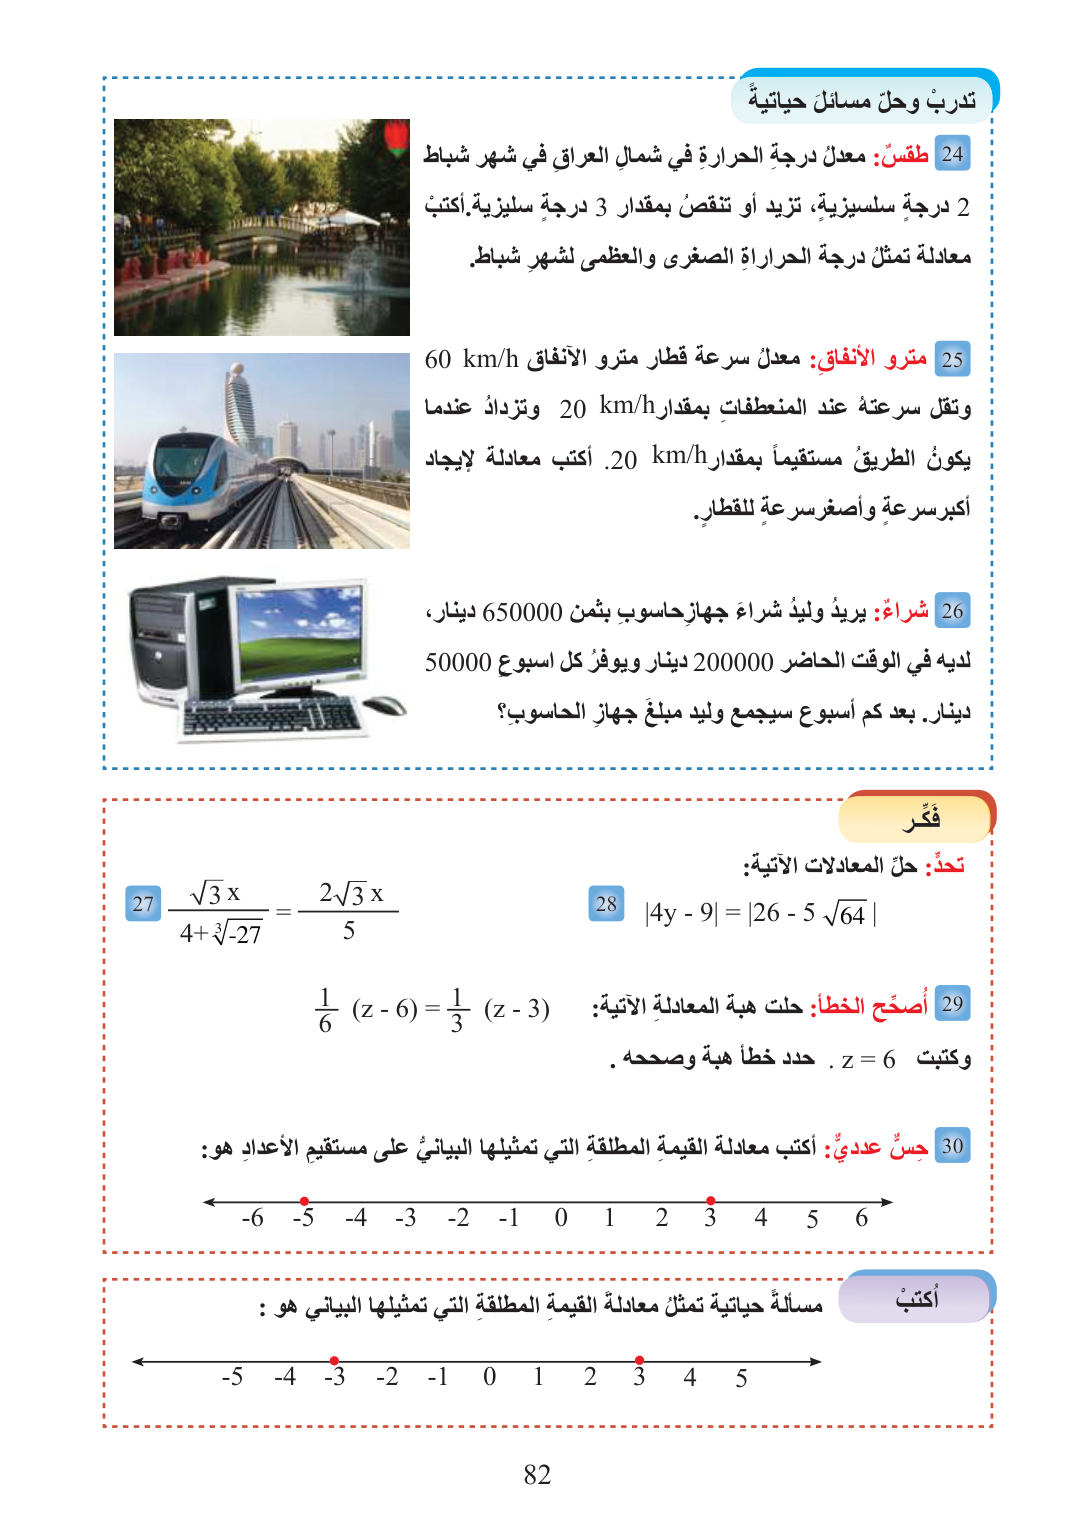 تدربْ وحلّ مسائلَ حياتيةً
24 طقسٌ: معدلُ درجةِ الحرارةِ في شمالِ العراقِ في شهر شباط
2 درجةٍ سلسيزيةٍ، تزيد أو تنقصُ بمقدار 3 درجةٍ سليزية.أكتبْ
معادلة تمثلُ درجة الحراراةِ الصغرى والعظمى لشهرِ شباط.
25 مترو الأنفاقِ: معدلُ سرعة قطار مترو الآنفاق 60 km/h
وتقل سرعتهُ عند المنعطفاتِ بمقدار 20 km/h وتزدادُ عندما
يكونُ الطريقُ مستقيماً بمقدار 20 km/h. أكتب معادلة لإيجاد
أكبرسرعةٍ وأصغرسرعةٍ للقطارٍ.
26 شراءٌ: يريدُ وليدُ شراءَ جهازِحاسوبِ بثمن 650000 دينار،
لديه في الوقت الحاضر 200000 دينار ويوفرُ كل اسبوعٍ 50000
دينار. بعد كم أسبوع سيجمع وليد مبلغَ جهازِ الحاسوبِ؟
فَكِّـر
تحدٍّ: حلِّ المعادلات الآتية:
27 √3 x / (4+ ∛-27) = 2√3 x / 5
28 |4y - 9| = |26 - 5 √64 |
29 أُصحِّح الخطأ: حلت هبة المعادلةِ الآتية: 1/6 (z - 6) = 1/3 (z - 3)
وكتبت z = 6 . حدد خطأ هبة وصححه .
30 حِسٌّ عدديٌّ: أكتب معادلة القيمةِ المطلقةِ التي تمثيلها البيانيُّ على مستقيمِ الأعدادِ هو:
-6 -5 -4 -3 -2 -1 0 1 2 3 4 5 6
أُكتبْ
مسألةً حياتية تمثلُ معادلةَ القيمةِ المطلقةِ التي تمثيلها البياني هو :
-5 -4 -3 -2 -1 0 1 2 3 4 5
82